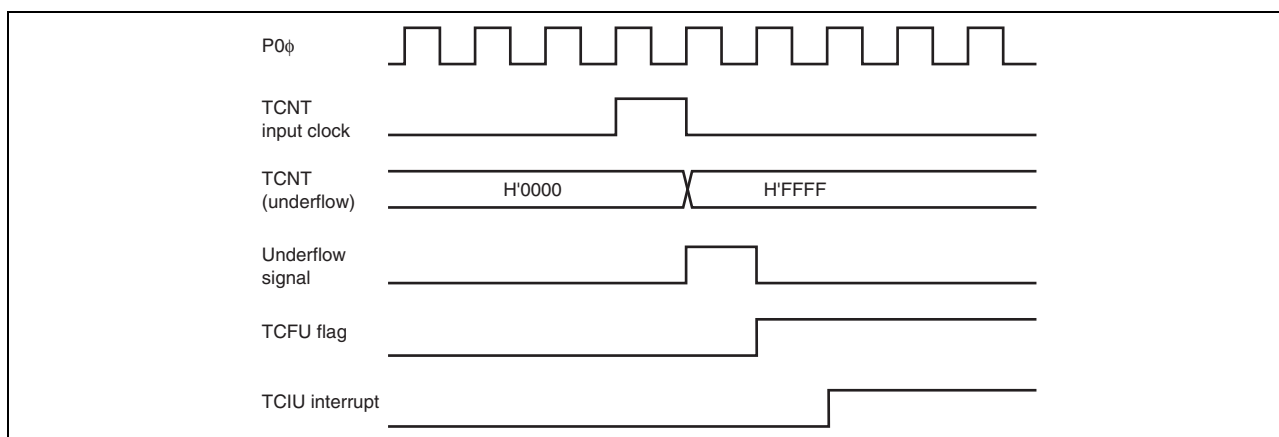 P0ϕ
TCNT
input clock
TCNT
(underflow)
H'0000
H'FFFF
Underflow
signal
TCFU flag
TCIU interrupt